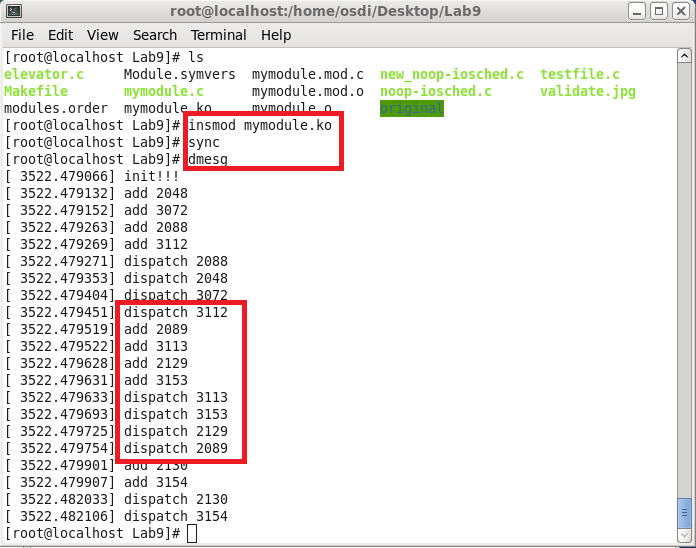 root@localhost:/home/osdi/Desktop/Lab9
File Edit View Search Terminal Help
[root@localhost Lab9]# ls
elevator.c Module.symvers mymodule.mod.c new_noop-iosched.c testfile.c
Makefile mymodule.c mymodule.mod.o noop-iosched.c validate.jpg
modules.order mymodule.ko mymodule.o original
[root@localhost Lab9]# insmod mymodule.ko
[root@localhost Lab9]# sync
[root@localhost Lab9]# dmesg
[ 3522.479066] init!!!
[ 3522.479132] add 2048
[ 3522.479152] add 3072
[ 3522.479263] add 2088
[ 3522.479269] add 3112
[ 3522.479271] dispatch 2088
[ 3522.479353] dispatch 2048
[ 3522.479404] dispatch 3072
[ 3522.479451] dispatch 3112
[ 3522.479519] add 2089
[ 3522.479522] add 3113
[ 3522.479628] add 2129
[ 3522.479631] add 3153
[ 3522.479633] dispatch 3113
[ 3522.479693] dispatch 3153
[ 3522.479725] dispatch 2129
[ 3522.479754] dispatch 2089
[ 3522.479901] add 2130
[ 3522.479907] add 3154
[ 3522.482033] dispatch 2130
[ 3522.482106] dispatch 3154
[root@localhost Lab9]#